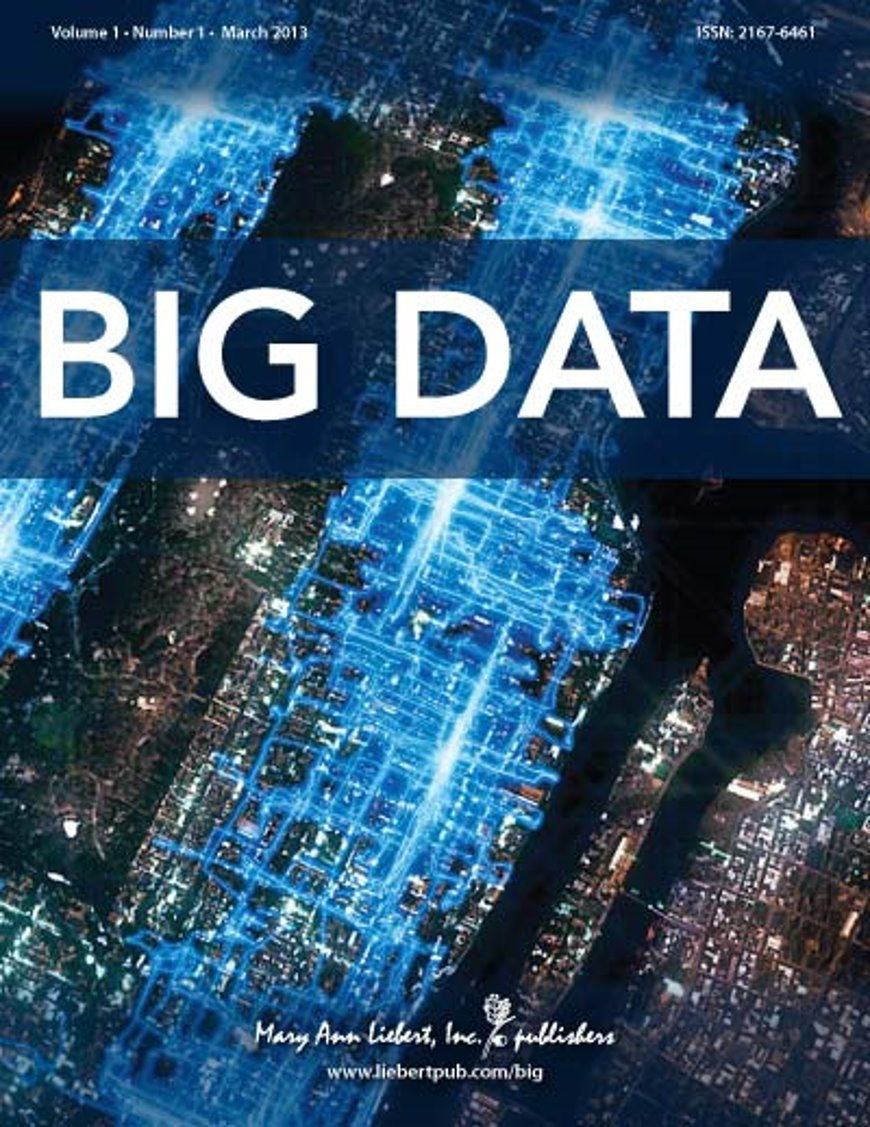 Volume 1 • Number 1 • March 2013
ISSN: 2167-6461
BIG DATA
Mary Ann Liebert, Inc. publishers
www.liebertpub.com/big